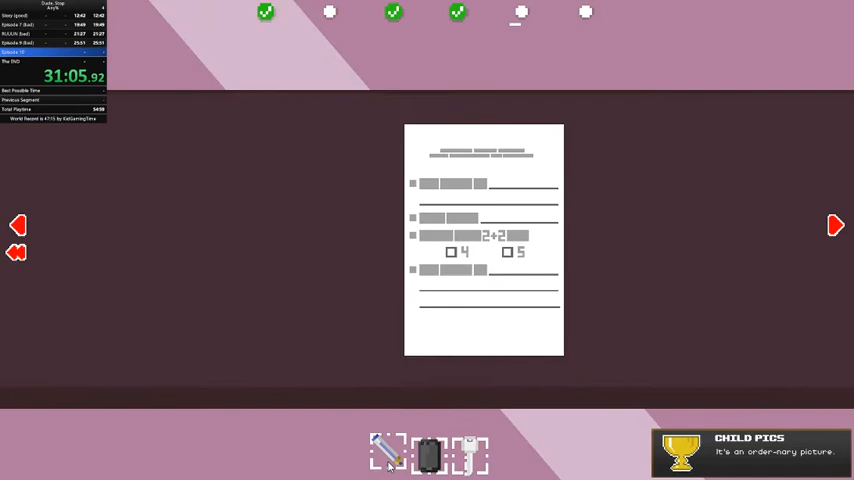 Dude, Stop
Any%
4
Story (good) - - 12:42 12:42
Episode 7 (bad) - - 19:49 19:49
RUUUN (bad) - - 21:27 21:27
Episode 9 (bad) - - 25:51 25:51
Episode 10 - -
The END - -
31:05.92
Best Possible Time -
Previous Segment -
Total Playtime 54:59
World Record is 47:15 by KidGamingTime
2+2
4 5
CHILD PICS
It's an order-nary picture.